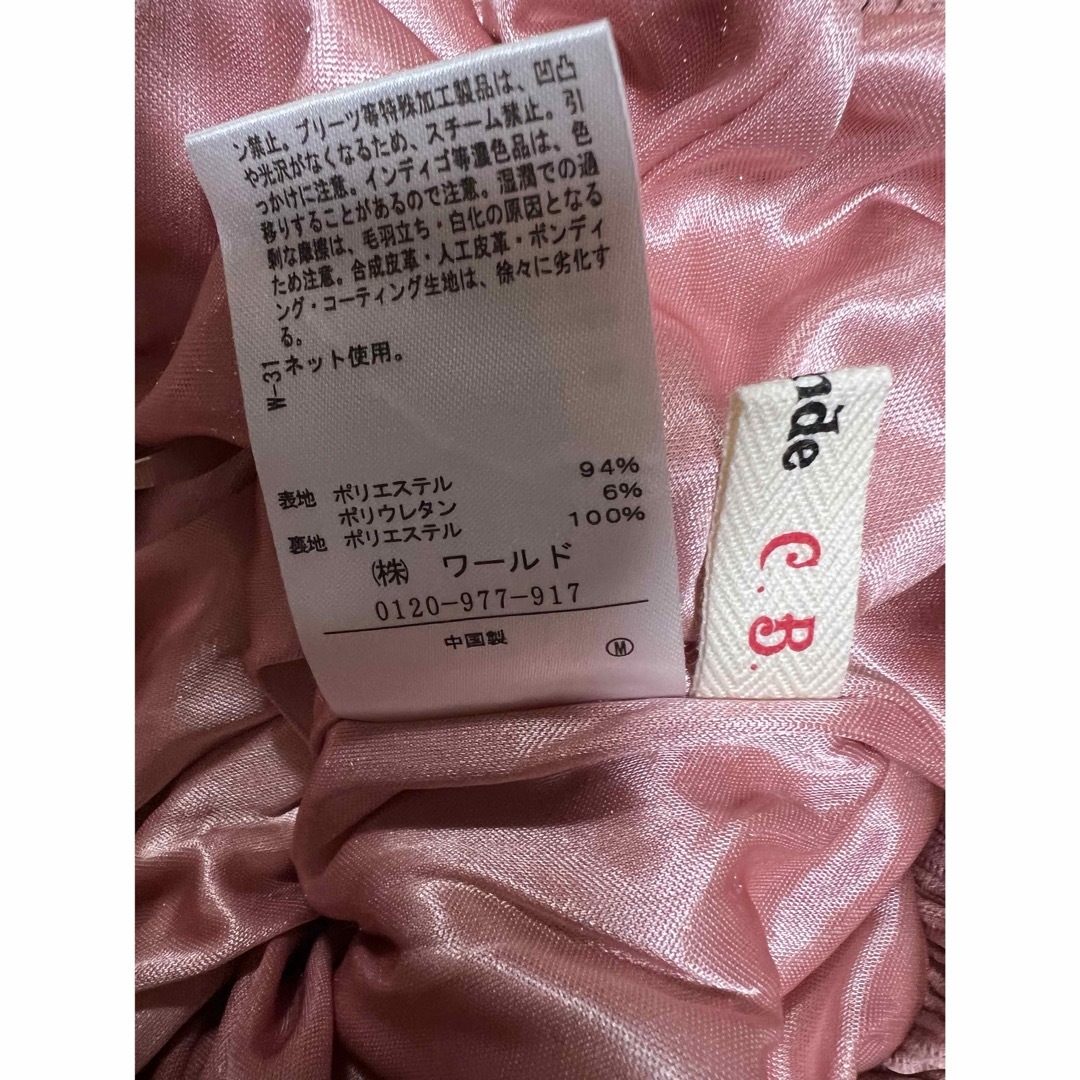 ン禁止。プリーツ等特殊加工製品は、凹凸
や光沢がなくなるため、スチーム禁止。引
っかけに注意。インディゴ等濃色品は、色
移りすることがあるので注意。湿潤での過
剰な摩擦は、毛羽立ち・白化の原因となる
ため注意。合成皮革・人工皮革・ボンディ
ング・コーティング生地は、徐々に劣化す
る。
W-31 ネット使用。
表地 ポリエステル 94%
ポリウレタン 6%
裏地 ポリエステル 100%
(株) ワールド
0120-977-917
中国製
M
nde
C.B.